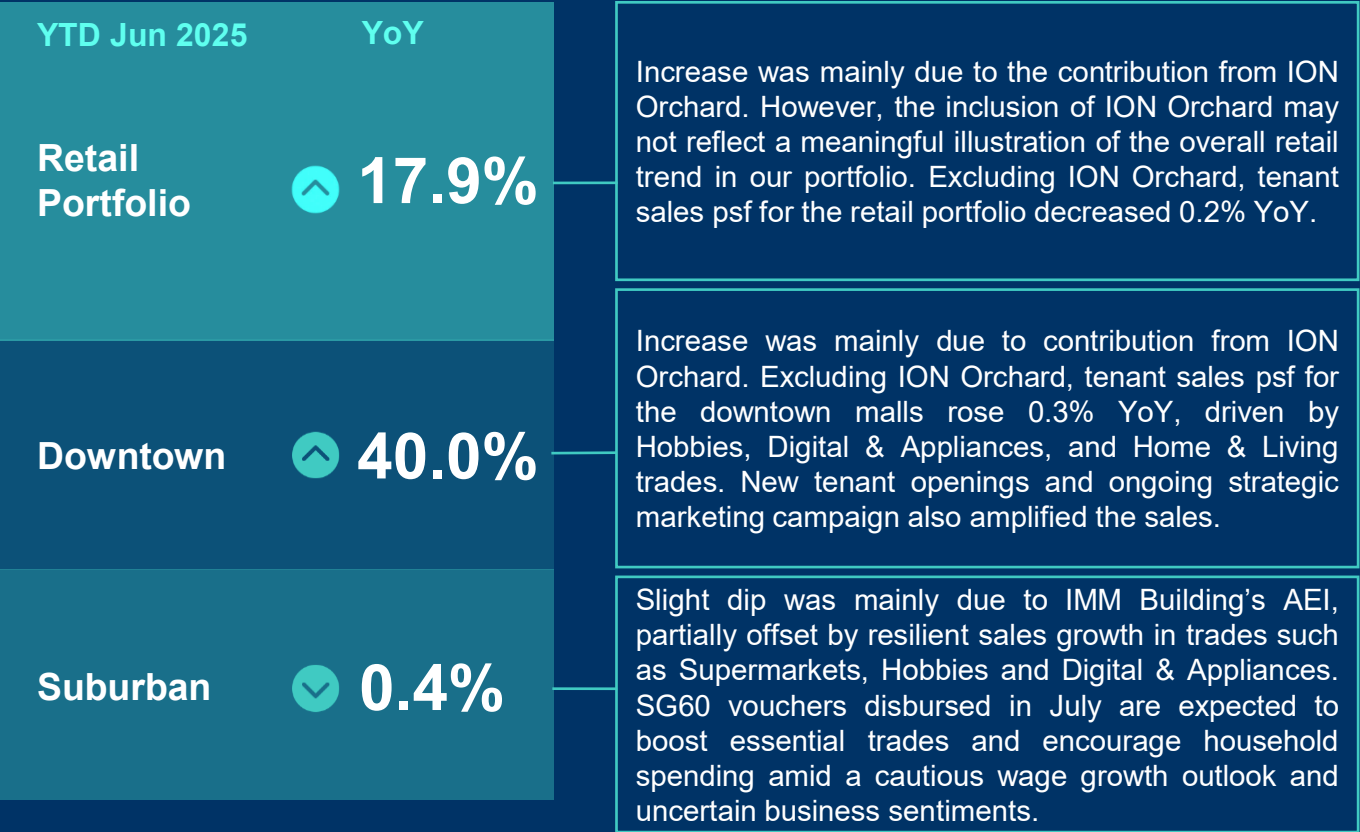 YTD Jun 2025 YoY
Retail
Portfolio
17.9%
Increase was mainly due to the contribution from ION
Orchard. However, the inclusion of ION Orchard may
not reflect a meaningful illustration of the overall retail
trend in our portfolio. Excluding ION Orchard, tenant
sales psf for the retail portfolio decreased 0.2% YoY.
Downtown 40.0%
Increase was mainly due to contribution from ION
Orchard. Excluding ION Orchard, tenant sales psf for
the downtown malls rose 0.3% YoY, driven by
Hobbies, Digital & Appliances, and Home & Living
trades. New tenant openings and ongoing strategic
marketing campaign also amplified the sales.
Suburban 0.4%
Slight dip was mainly due to IMM Building’s AEI,
partially offset by resilient sales growth in trades such
as Supermarkets, Hobbies and Digital & Appliances.
SG60 vouchers disbursed in July are expected to
boost essential trades and encourage household
spending amid a cautious wage growth outlook and
uncertain business sentiments.